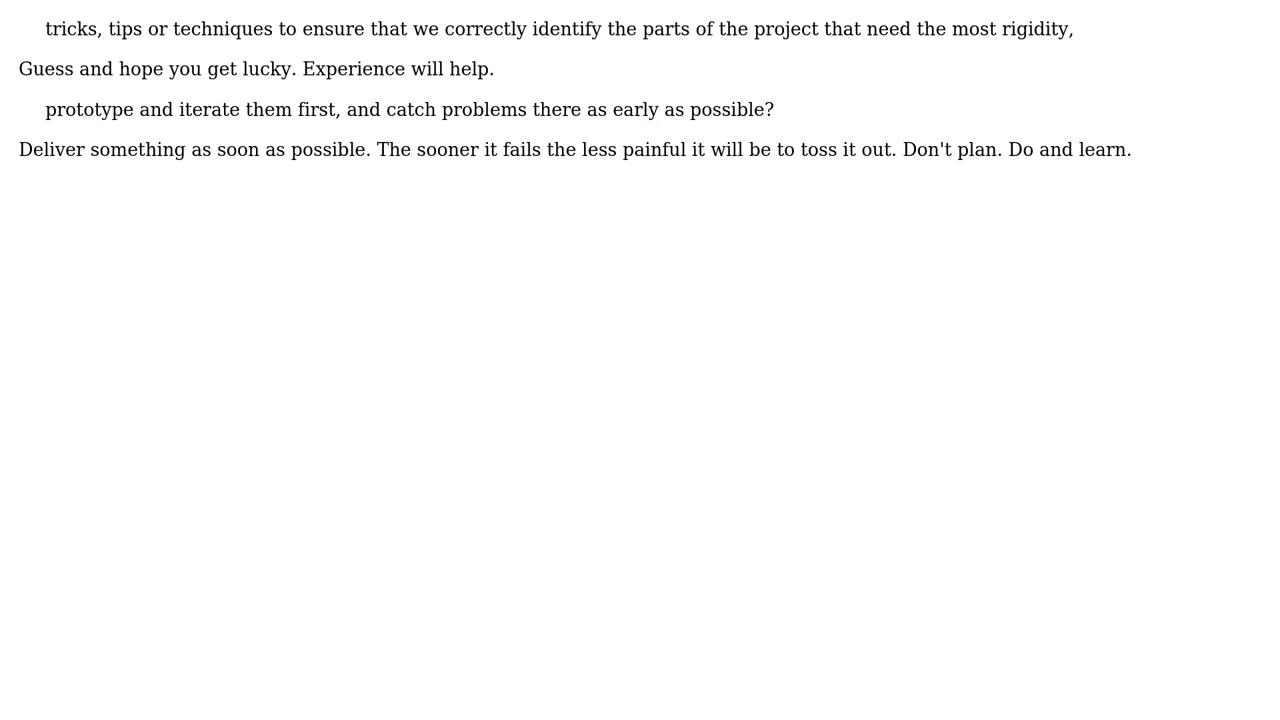 tricks, tips or techniques to ensure that we correctly identify the parts of the project that need the most rigidity,
Guess and hope you get lucky. Experience will help.
prototype and iterate them first, and catch problems there as early as possible?
Deliver something as soon as possible. The sooner it fails the less painful it will be to toss it out. Don't plan. Do and learn.